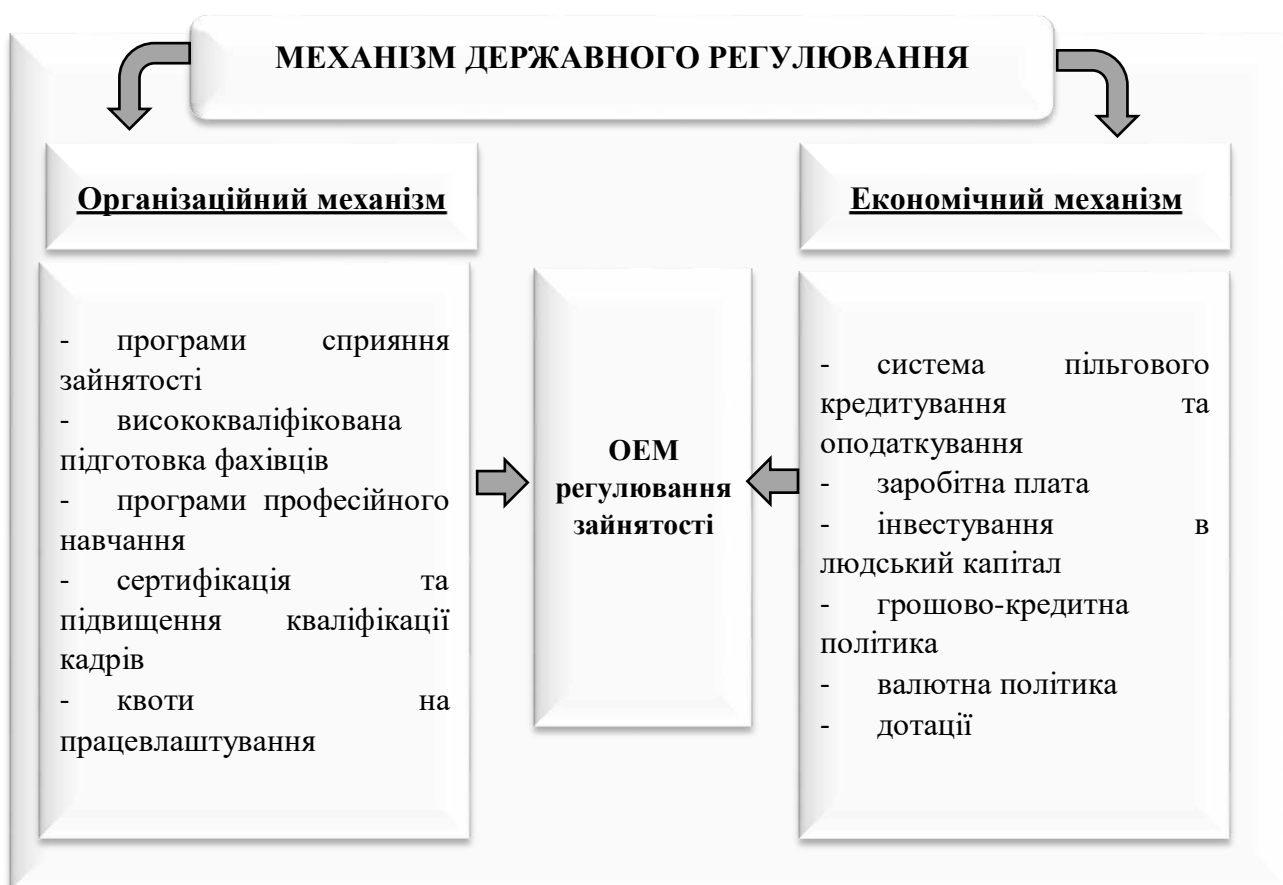 МЕХАНІЗМ ДЕРЖАВНОГО РЕГУЛЮВАННЯ
Організаційний механізм
- програми сприяння
зайнятості
- висококваліфікована
підготовка фахівців
- програми професійного
навчання
- сертифікація та
підвищення кваліфікації
кадрів
- квоти на
працевлаштування
ОЕМ
регулювання
зайнятості
Економічний механізм
- система пільгового
кредитування та
оподаткування
- заробітна плата
- інвестування в
людський капітал
- грошово-кредитна
політика
- валютна політика
- дотації